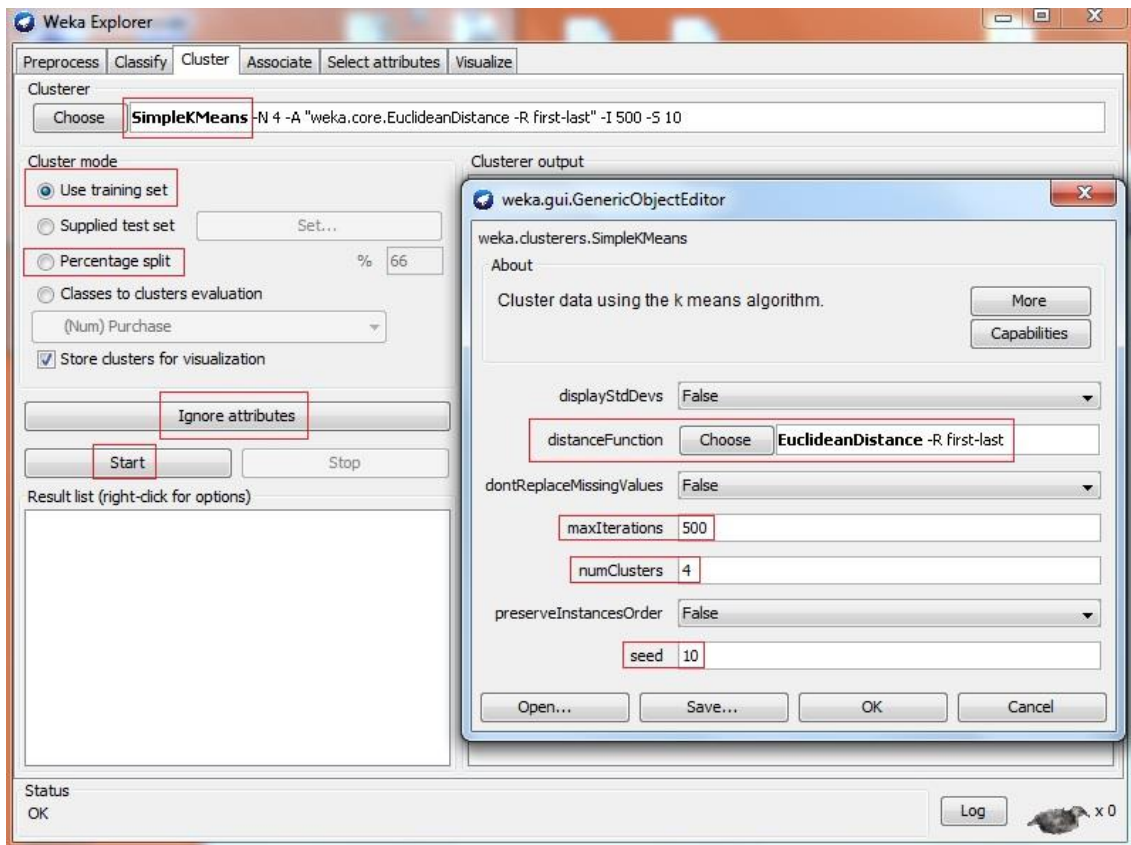 Weka Explorer
Preprocess Classify Cluster Associate Select attributes Visualize
Clusterer
Choose SimpleKMeans -N 4 -A "weka.core.EuclideanDistance -R first-last" -I 500 -S 10
Cluster mode
Use training set
Supplied test set Set...
Percentage split % 66
Classes to clusters evaluation
(Num) Purchase
Store clusters for visualization
Ignore attributes
Start Stop
Result list (right-click for options)
Clusterer output
weka.gui.GenericObjectEditor
weka.clusterers.SimpleKMeans
About
Cluster data using the k means algorithm.
More
Capabilities
displayStdDevs False
distanceFunction Choose EuclideanDistance -R first-last
dontReplaceMissingValues False
maxIterations 500
numClusters 4
preserveInstancesOrder False
seed 10
Open... Save... OK Cancel
Status
OK
Log x 0